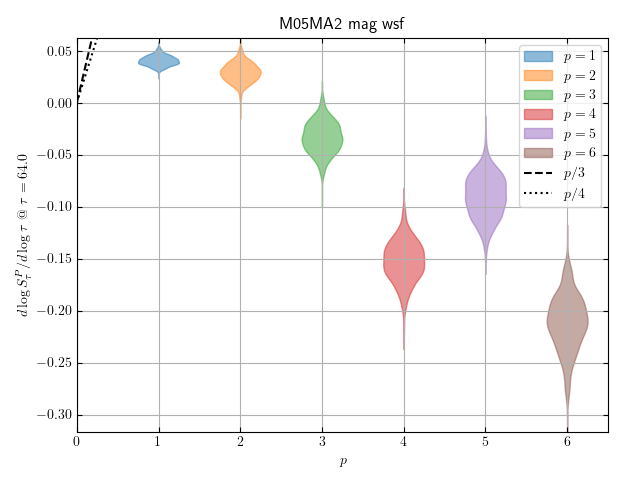 M05MA2 mag wsf
d log S_τ^p / d log τ @ τ = 64.0
0.05
0.00
−0.05
−0.10
−0.15
−0.20
−0.25
−0.30
p = 1
p = 2
p = 3
p = 4
p = 5
p = 6
p/3
p/4
0 1 2 3 4 5 6
p